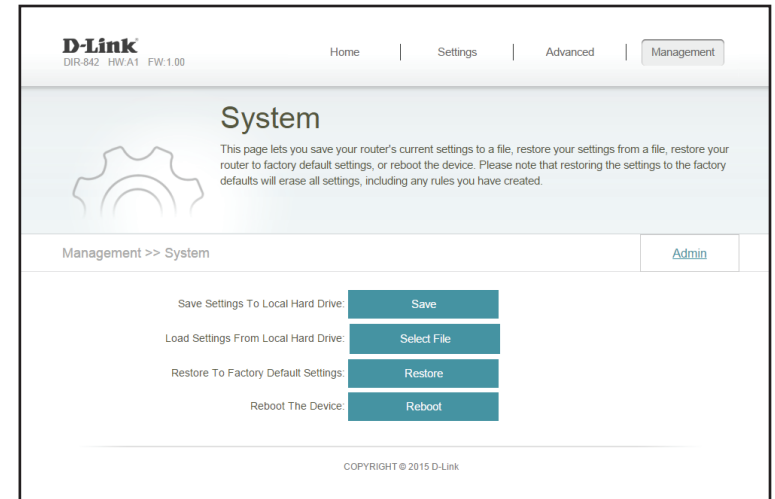 D-Link
DIR-842 HW:A1 FW:1.00
Home Settings Advanced Management
System
This page lets you save your router's current settings to a file, restore your settings from a file, restore your
router to factory default settings, or reboot the device. Please note that restoring the settings to the factory
defaults will erase all settings, including any rules you have created.
Management >> System Admin
Save Settings To Local Hard Drive: Save
Load Settings From Local Hard Drive: Select File
Restore To Factory Default Settings: Restore
Reboot The Device: Reboot
COPYRIGHT © 2015 D-Link